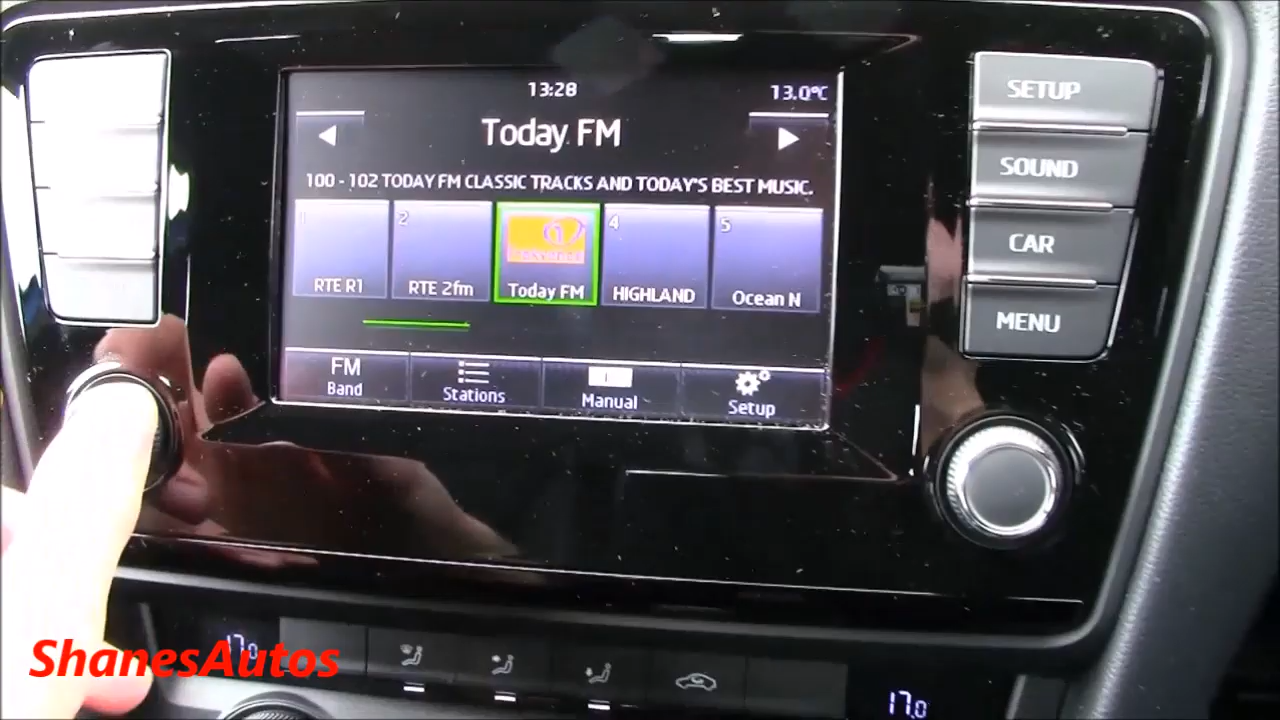 13:28
13.0°C
Today FM
100 - 102 TODAY FM CLASSIC TRACKS AND TODAY'S BEST MUSIC.
1
2
4
5
RTE R1
RTE 2fm
Today FM
HIGHLAND
Ocean N
FM
Band
Stations
Manual
Setup
SETUP
SOUND
CAR
MENU
17.0
17.0
ShanesAutos